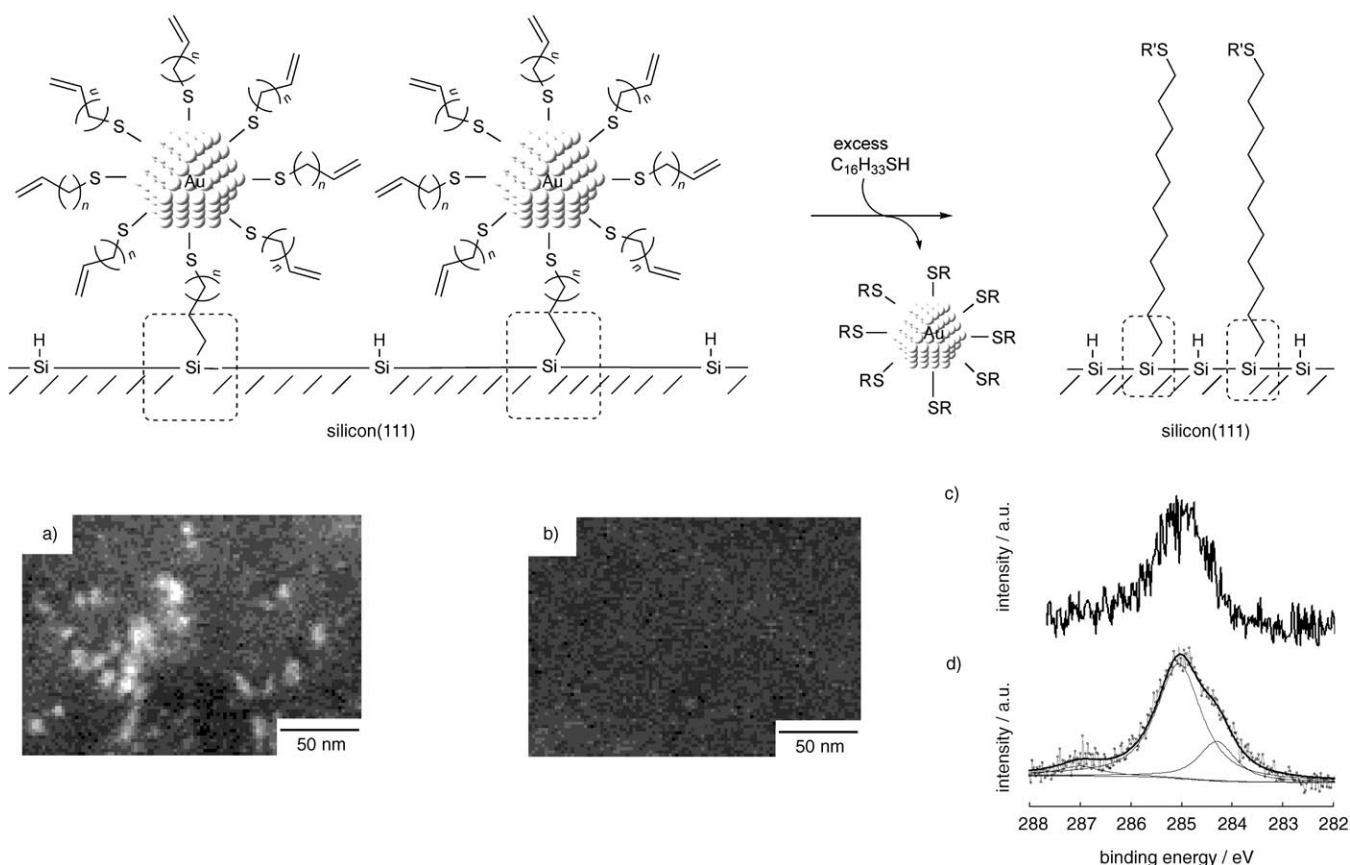 n
S
n
S
n
S
n
S
n
S
n
S
n
S
n
S
n
Au
H
Si
Si
n
S
n
S
n
S
n
S
n
S
n
S
n
S
n
S
Au
H
Si
Si
H
Si
silicon(111)
excess
C₁₆H₃₃SH
SR
RS
SR
RS
Au
SR
RS
SR
SR
R'S
R'S
H
H
H
Si
Si
Si
Si
Si
silicon(111)
a)
50 nm
b)
50 nm
c)
intensity / a.u.
d)
intensity / a.u.
288 287 286 285 284 283 282
binding energy / eV